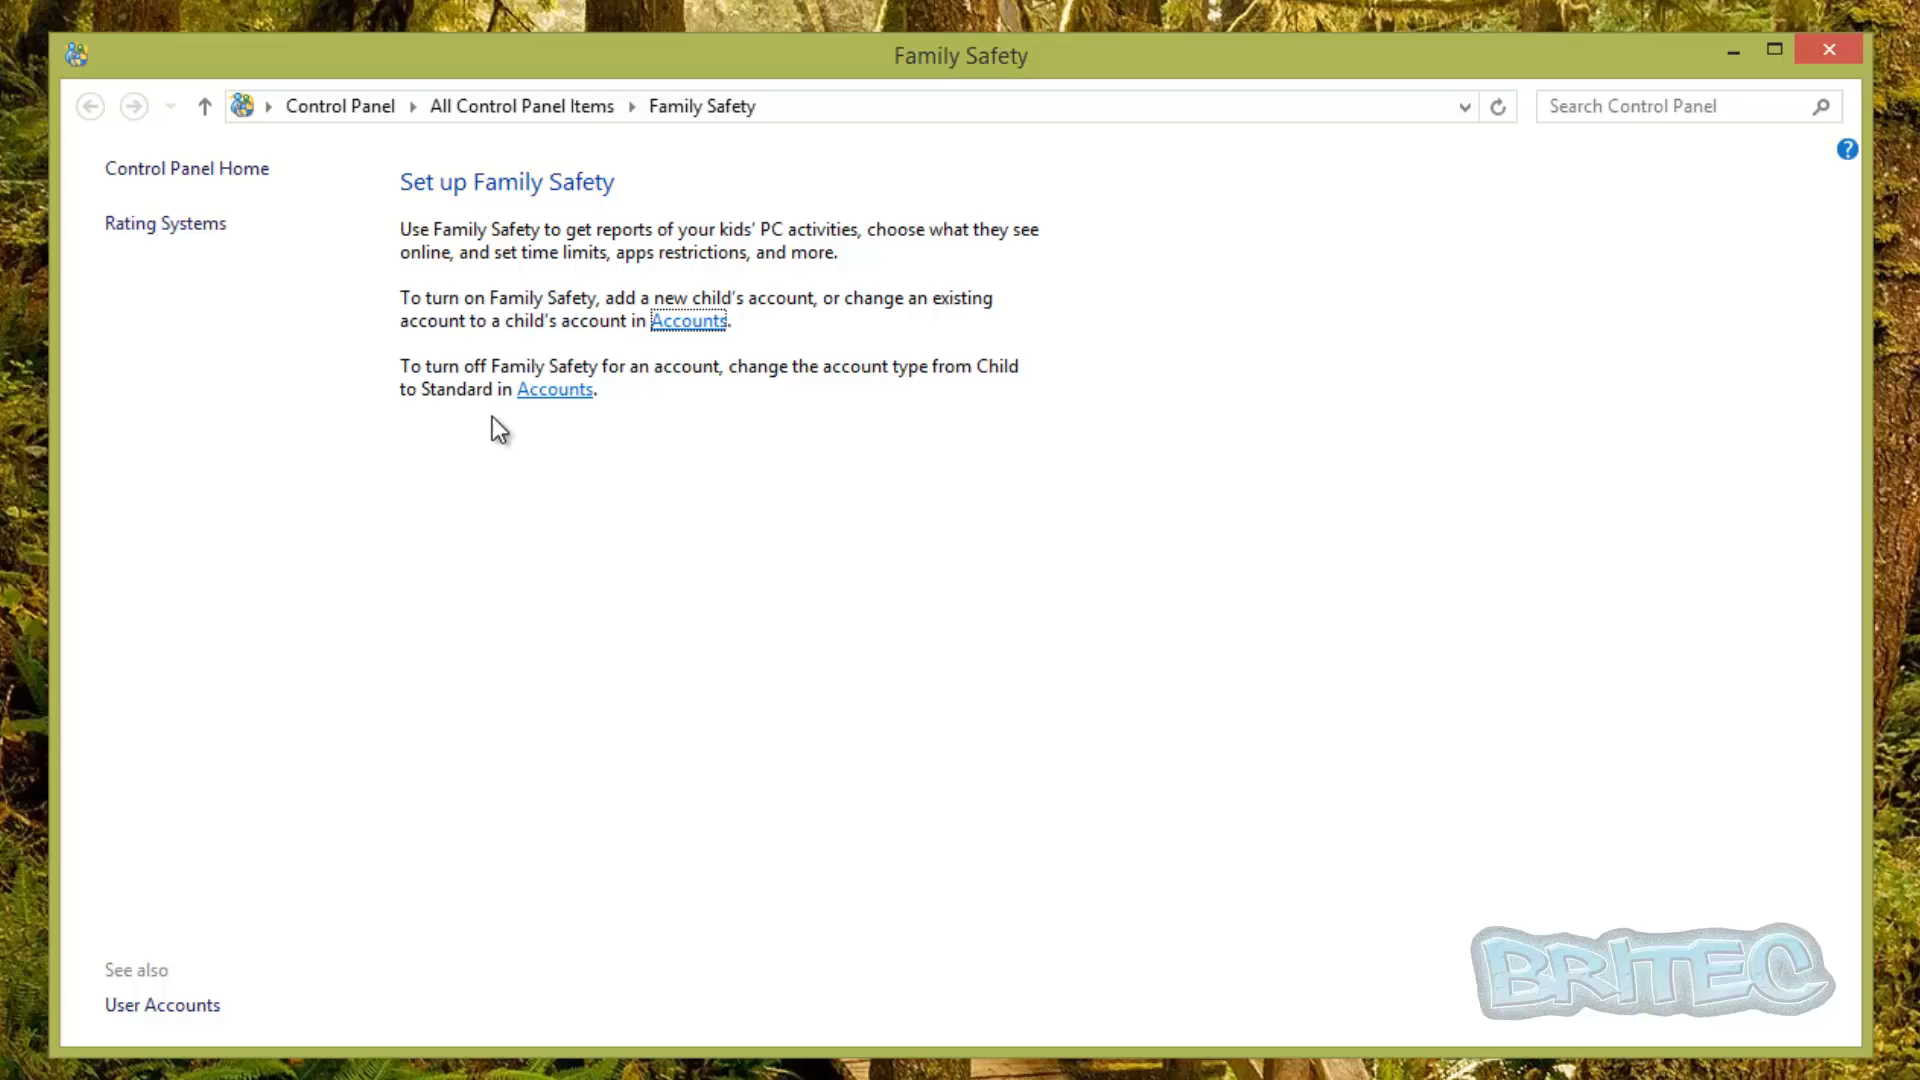 Family Safety
Control Panel
All Control Panel Items
Family Safety
Search Control Panel
?
Control Panel Home
Rating Systems
Set up Family Safety
Use Family Safety to get reports of your kids' PC activities, choose what they see
online, and set time limits, apps restrictions, and more.
To turn on Family Safety, add a new child's account, or change an existing
account to a child's account in Accounts.
To turn off Family Safety for an account, change the account type from Child
to Standard in Accounts.
See also
User Accounts
BRITEC